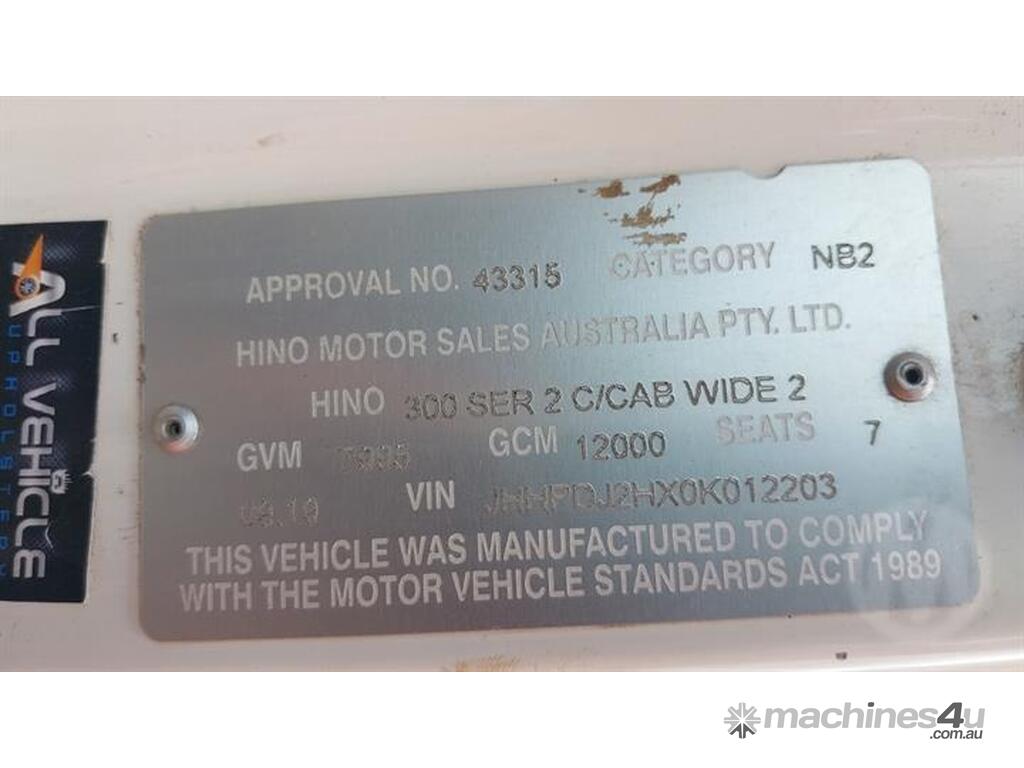 APPROVAL NO. 43315 CATEGORY NB2
HINO MOTOR SALES AUSTRALIA PTY. LTD.
HINO 300 SER 2 C/CAB WIDE 2
GVM GCM 12000 SEATS 7
VIN JHHPDJ2HX0K012203
THIS VEHICLE WAS MANUFACTURED TO COMPLY
WITH THE MOTOR VEHICLE STANDARDS ACT 1989
ALL VEHICLE
UPHOLSTERY
machines4u
.com.au